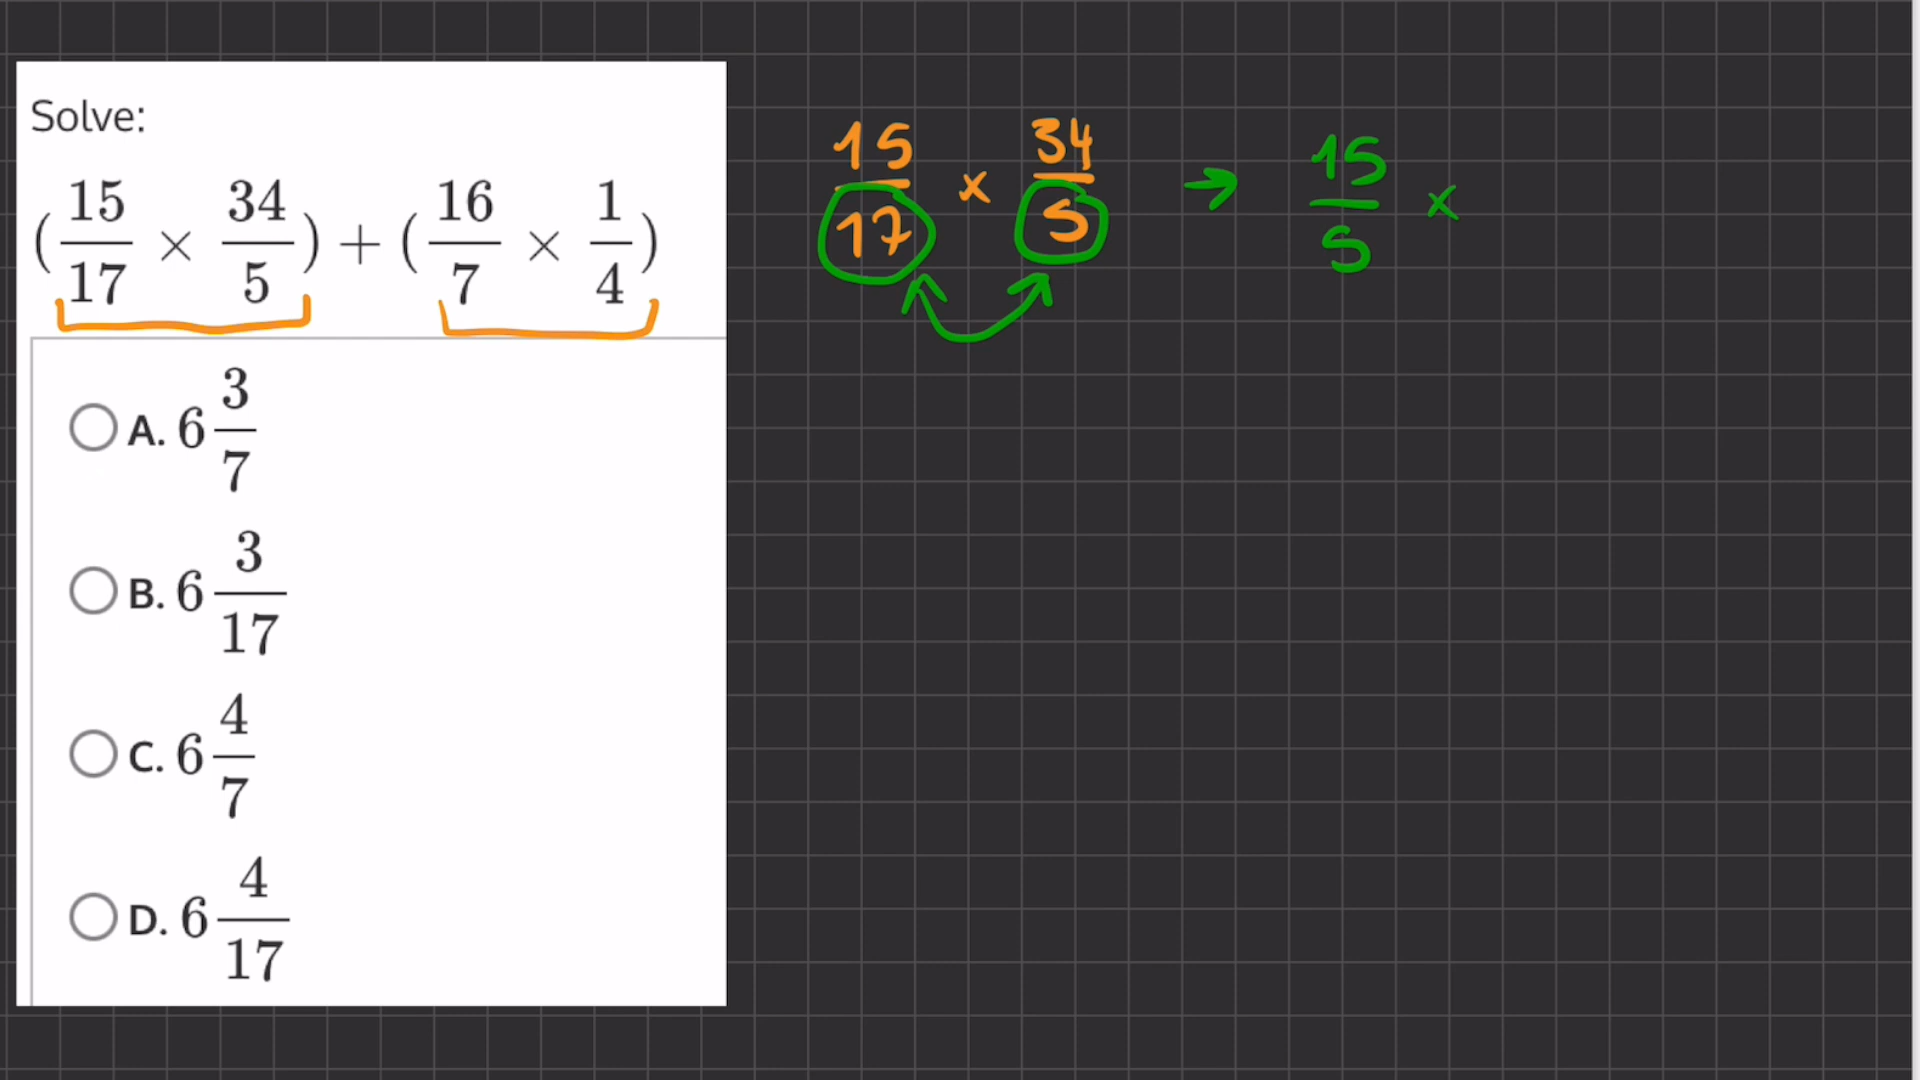 Solve:
(15/17 × 34/5) + (16/7 × 1/4)
A. 6 3/7
B. 6 3/17
C. 6 4/7
D. 6 4/17
15/17 x 34/5 → 15/5 x